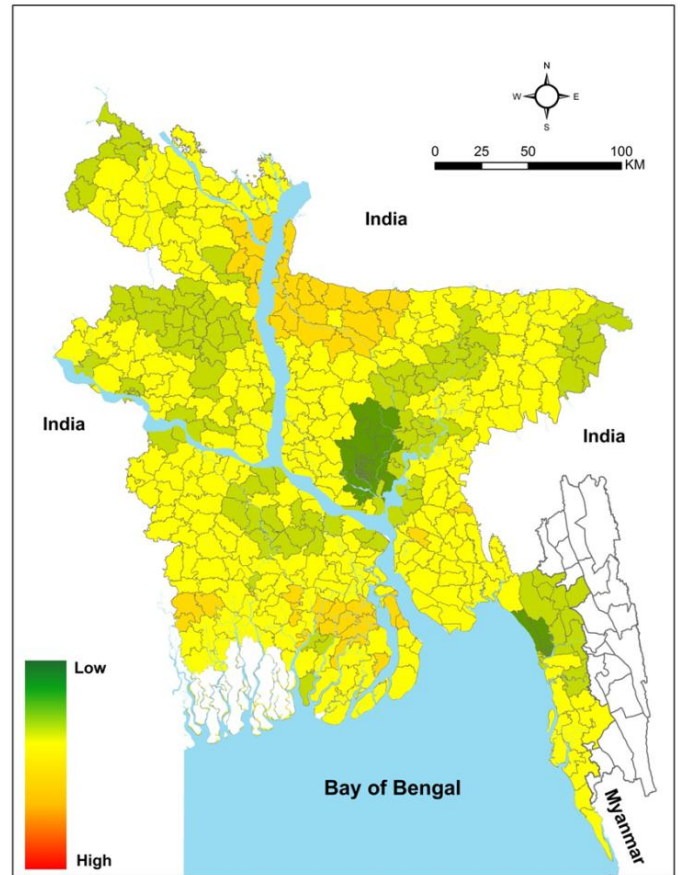 N
W E
S
0 25 50 100
KM
India
India
India
Low
High
Bay of Bengal
Myanmar